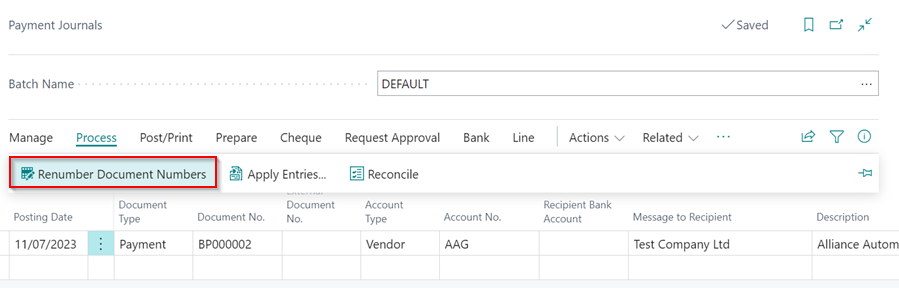 Payment Journals Saved
Batch Name DEFAULT ...
Manage Process Post/Print Prepare Cheque Request Approval Bank Line Actions Related ...
Renumber Document Numbers Apply Entries... Reconcile
Posting Date Document Type Document No. External Document No. Account Type Account No. Recipient Bank Account Message to Recipient Description
11/07/2023 Payment BP000002 Vendor AAG Test Company Ltd Alliance Autom